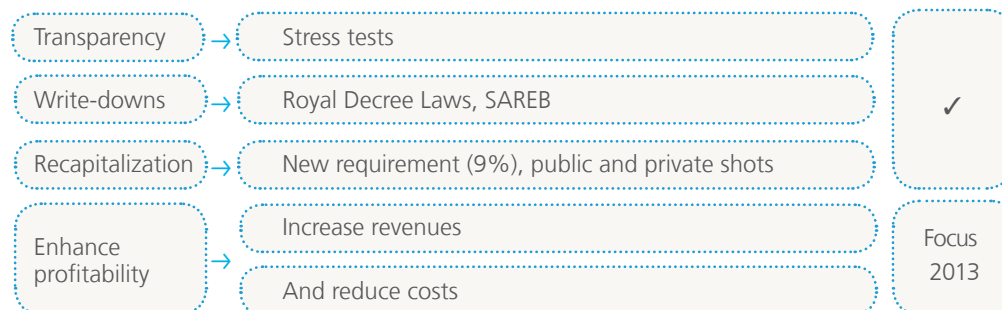 Transparency → Stress tests
Write-downs → Royal Decree Laws, SAREB
✓
Recapitalization → New requirement (9%), public and private shots
Enhance
profitability →
Increase revenues
And reduce costs
Focus
2013